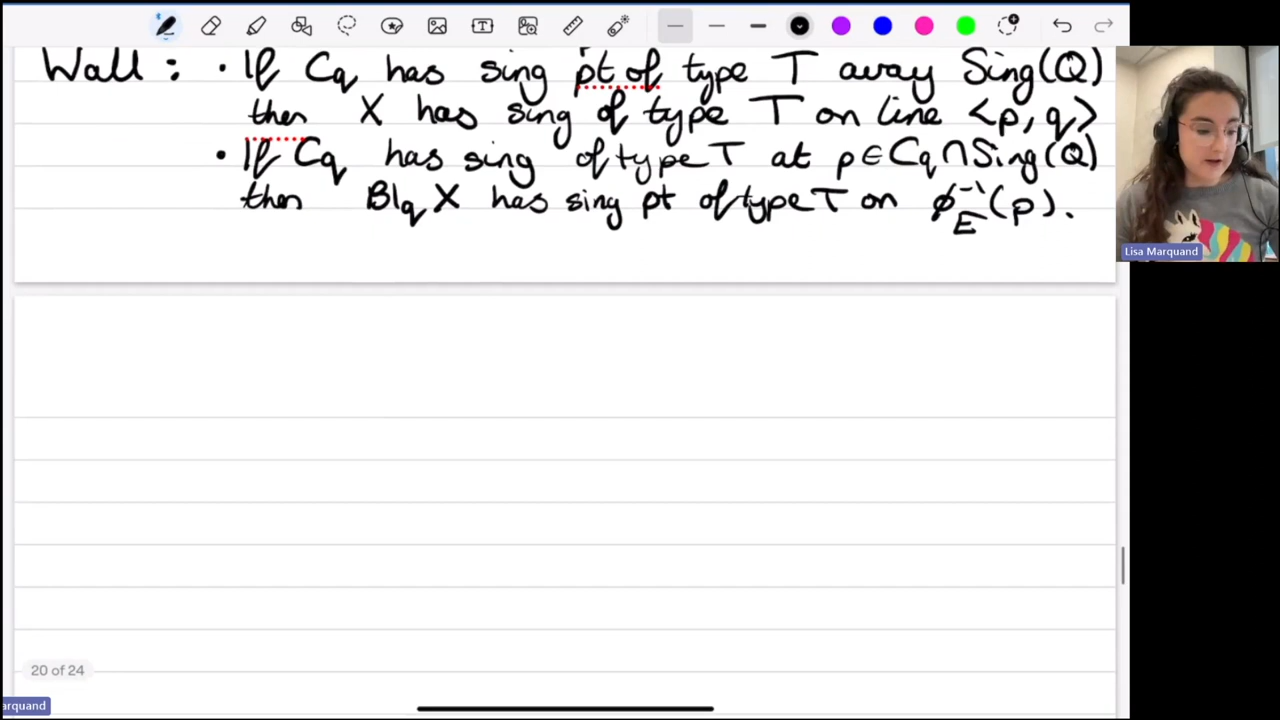 Wall : • If Cq has sing pt of type T away Sing(Q)
then X has sing of type T on line <p, q>
• If Cq has sing of type T at p ∈ Cq ∩ Sing(Q)
then Blq X has sing pt of type T on ϕ_E^-1(p).
Lisa Marquand
20 of 24
arquand